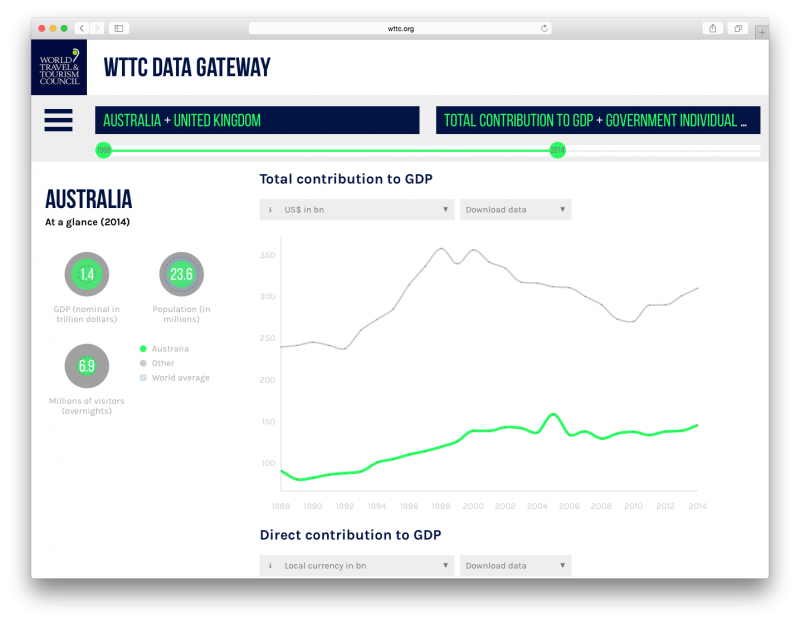 wttc.org
WORLD
TRAVEL &
TOURISM
COUNCIL
WTTC DATA GATEWAY
AUSTRALIA + UNITED KINGDOM
TOTAL CONTRIBUTION TO GDP + GOVERNMENT INDIVIDUAL ...
1988
2014
AUSTRALIA
At a glance (2014)
1.4
23.6
GDP (nominal in
trillion dollars)
Population (in
millions)
6.9
Millions of visitors
(overnights)
Australia
Other
World average
Total contribution to GDP
i US$ in bn ▼
Download data ▼
350
300
250
200
150
100
1988 1990 1992 1994 1996 1998 2000 2002 2004 2006 2008 2010 2012 2014
Direct contribution to GDP
i Local currency in bn ▼
Download data ▼